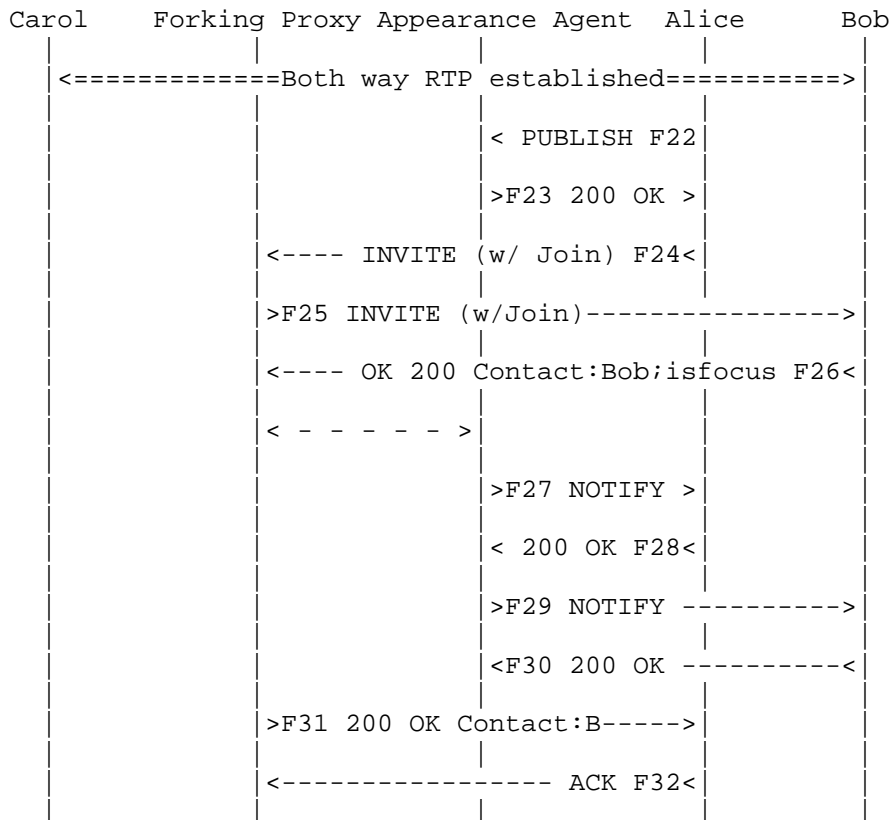 Carol Forking Proxy Appearance Agent Alice Bob
<=============Both way RTP established===========>
< PUBLISH F22
>F23 200 OK >
<---- INVITE (w/ Join) F24<
>F25 INVITE (w/Join)---------------->
<---- OK 200 Contact:Bob;isfocus F26<
< - - - - - >
>F27 NOTIFY >
< 200 OK F28<
>F29 NOTIFY ---------->
<F30 200 OK ----------<
>F31 200 OK Contact:B----->
<----------------- ACK F32<